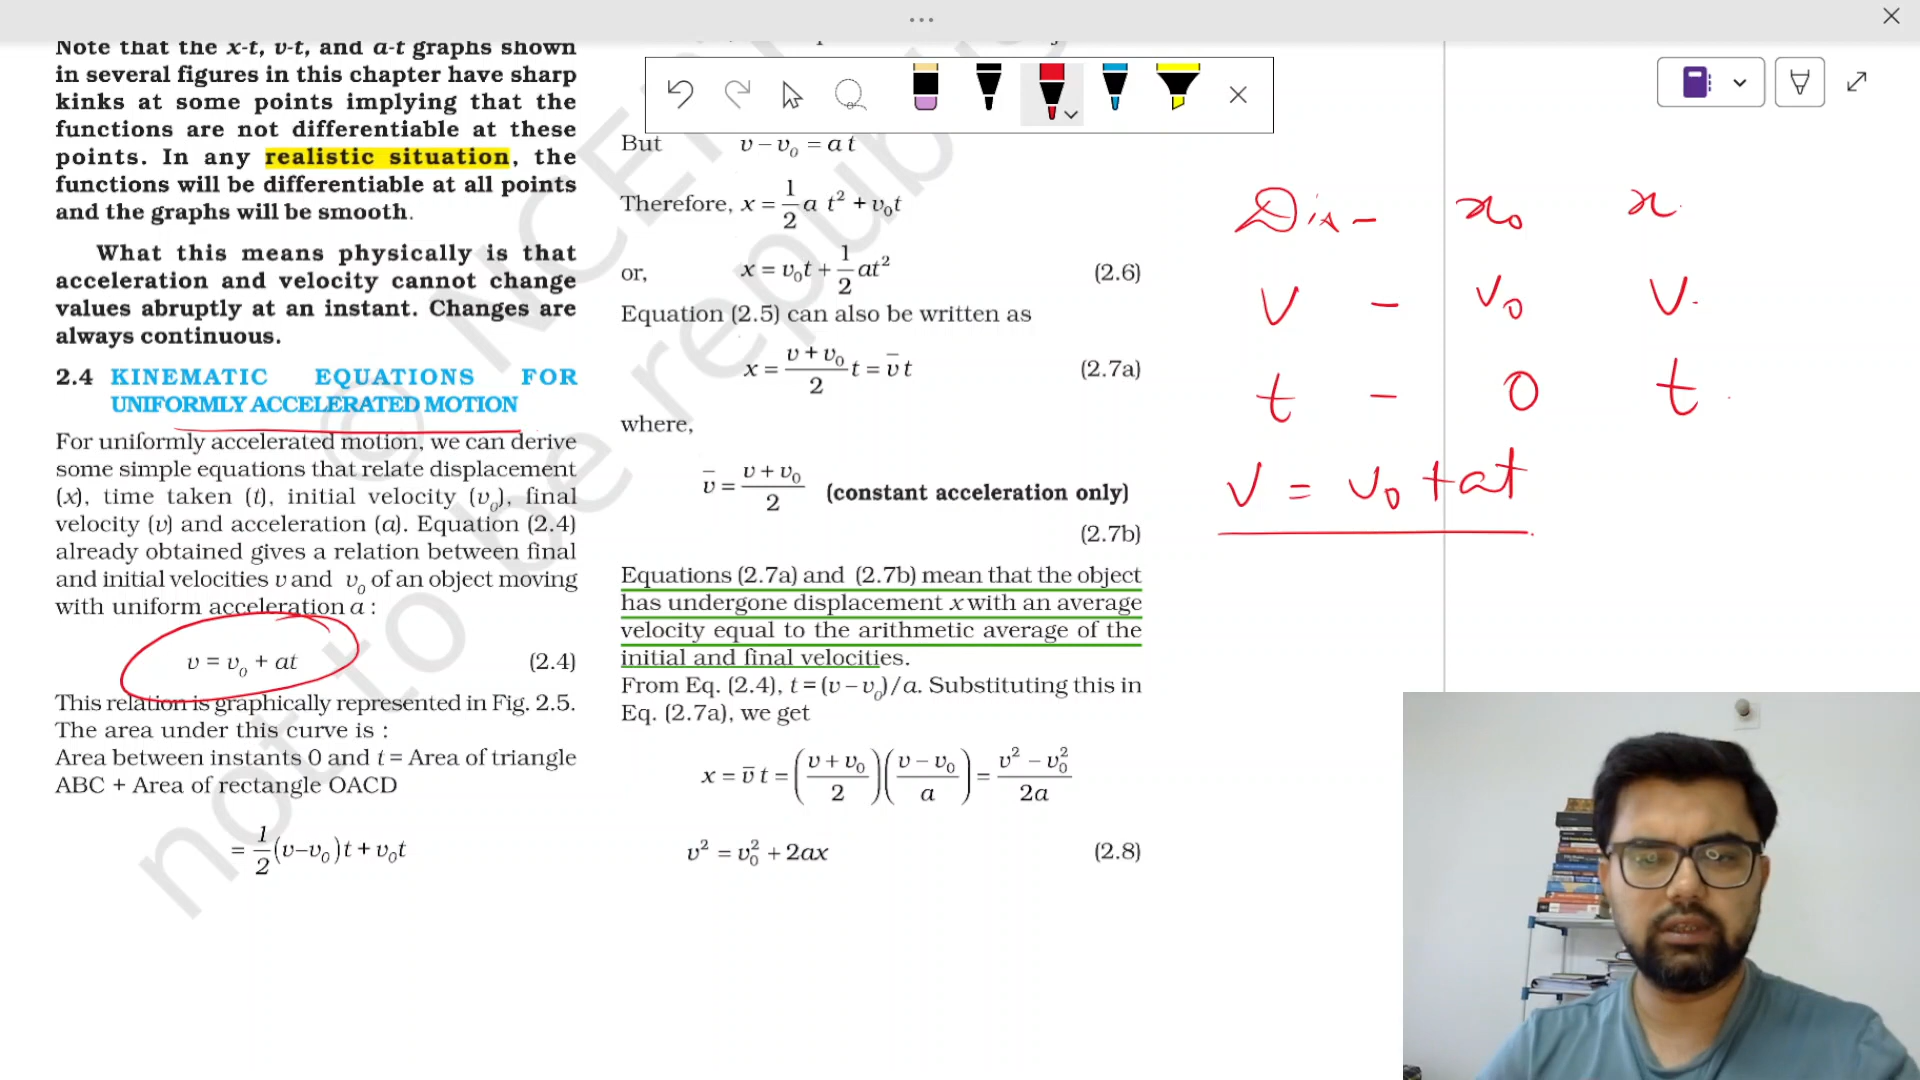 Note that the x-t, v-t, and a-t graphs shown
in several figures in this chapter have sharp
kinks at some points implying that the
functions are not differentiable at these
points. In any realistic situation, the
functions will be differentiable at all points
and the graphs will be smooth.
What this means physically is that
acceleration and velocity cannot change
values abruptly at an instant. Changes are
always continuous.
2.4 KINEMATIC EQUATIONS FOR
UNIFORMLY ACCELERATED MOTION
For uniformly accelerated motion, we can derive
some simple equations that relate displacement
(x), time taken (t), initial velocity (v₀), final
velocity (v) and acceleration (a). Equation (2.4)
already obtained gives a relation between final
and initial velocities v and v₀ of an object moving
with uniform acceleration a :
v = v₀ + at (2.4)
This relation is graphically represented in Fig. 2.5.
The area under this curve is :
Area between instants 0 and t = Area of triangle
ABC + Area of rectangle OACD
= 1/2 (v–v₀) t + v₀t
But v – v₀ = a t
Therefore, x = 1/2 a t² + v₀t
or, x = v₀t + 1/2 at² (2.6)
Equation (2.5) can also be written as
x = (v + v₀)/2 t = v̄ t (2.7a)
where,
v̄ = (v + v₀)/2 (constant acceleration only)
(2.7b)
Equations (2.7a) and (2.7b) mean that the object
has undergone displacement x with an average
velocity equal to the arithmetic average of the
initial and final velocities.
From Eq. (2.4), t = (v – v₀)/a. Substituting this in
Eq. (2.7a), we get
x = v̄ t = ((v + v₀)/2) ((v – v₀)/a) = (v² – v₀²)/2a
v² = v₀² + 2ax (2.8)
Dis – x₀ x
V – V₀ V
t – 0 t
V = V₀ + at
© NCERT
not to be republished